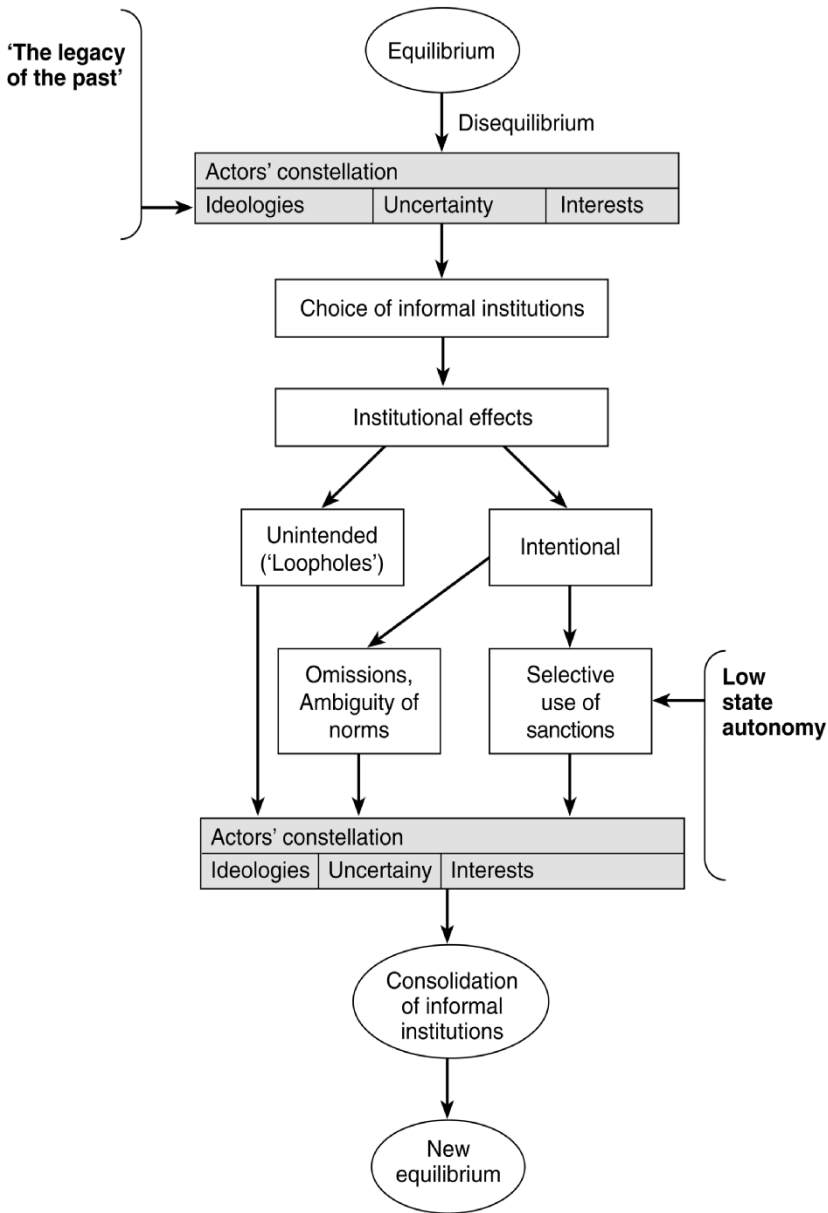 ‘The legacy
of the past’
Equilibrium
Disequilibrium
Actors’ constellation
Ideologies
Uncertainty
Interests
Choice of informal institutions
Institutional effects
Unintended
(‘Loopholes’)
Intentional
Omissions,
Ambiguity of
norms
Selective
use of
sanctions
Low
state
autonomy
Actors’ constellation
Ideologies
Uncertainy
Interests
Consolidation
of informal
institutions
New
equilibrium